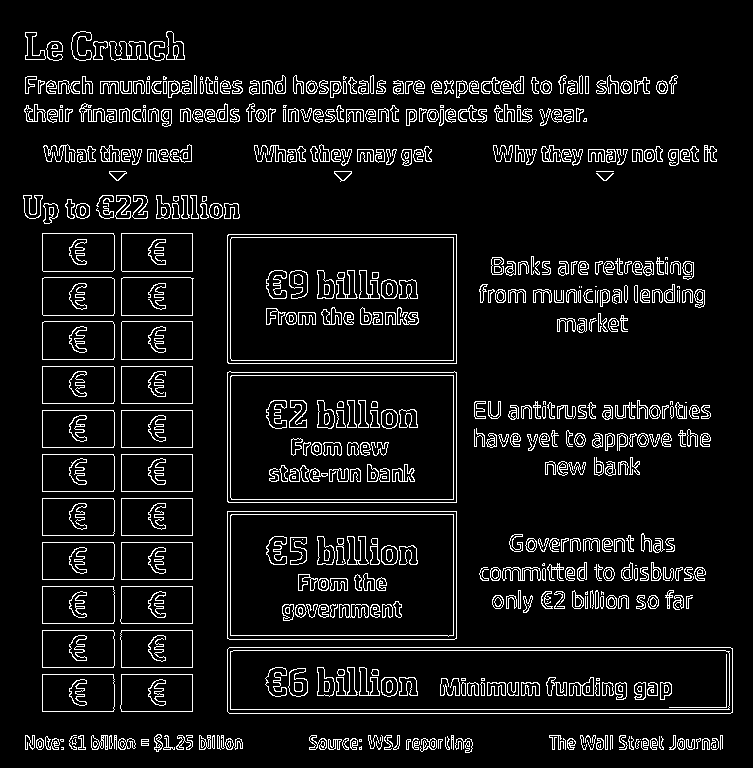 Le Crunch
French municipalities and hospitals are expected to fall short of
their financing needs for investment projects this year.
What they need
What they may get
Why they may not get it
Up to €22 billion
€ €
€ €
€ €
€ €
€ €
€ €
€ €
€ €
€ €
€ €
€ €
€9 billion
From the banks
Banks are retreating
from municipal lending
market
€2 billion
From new
state-run bank
EU antitrust authorities
have yet to approve the
new bank
€5 billion
From the
government
Government has
committed to disburse
only €2 billion so far
€6 billion Minimum funding gap
Note: €1 billion = $1.25 billion
Source: WSJ reporting
The Wall Street Journal